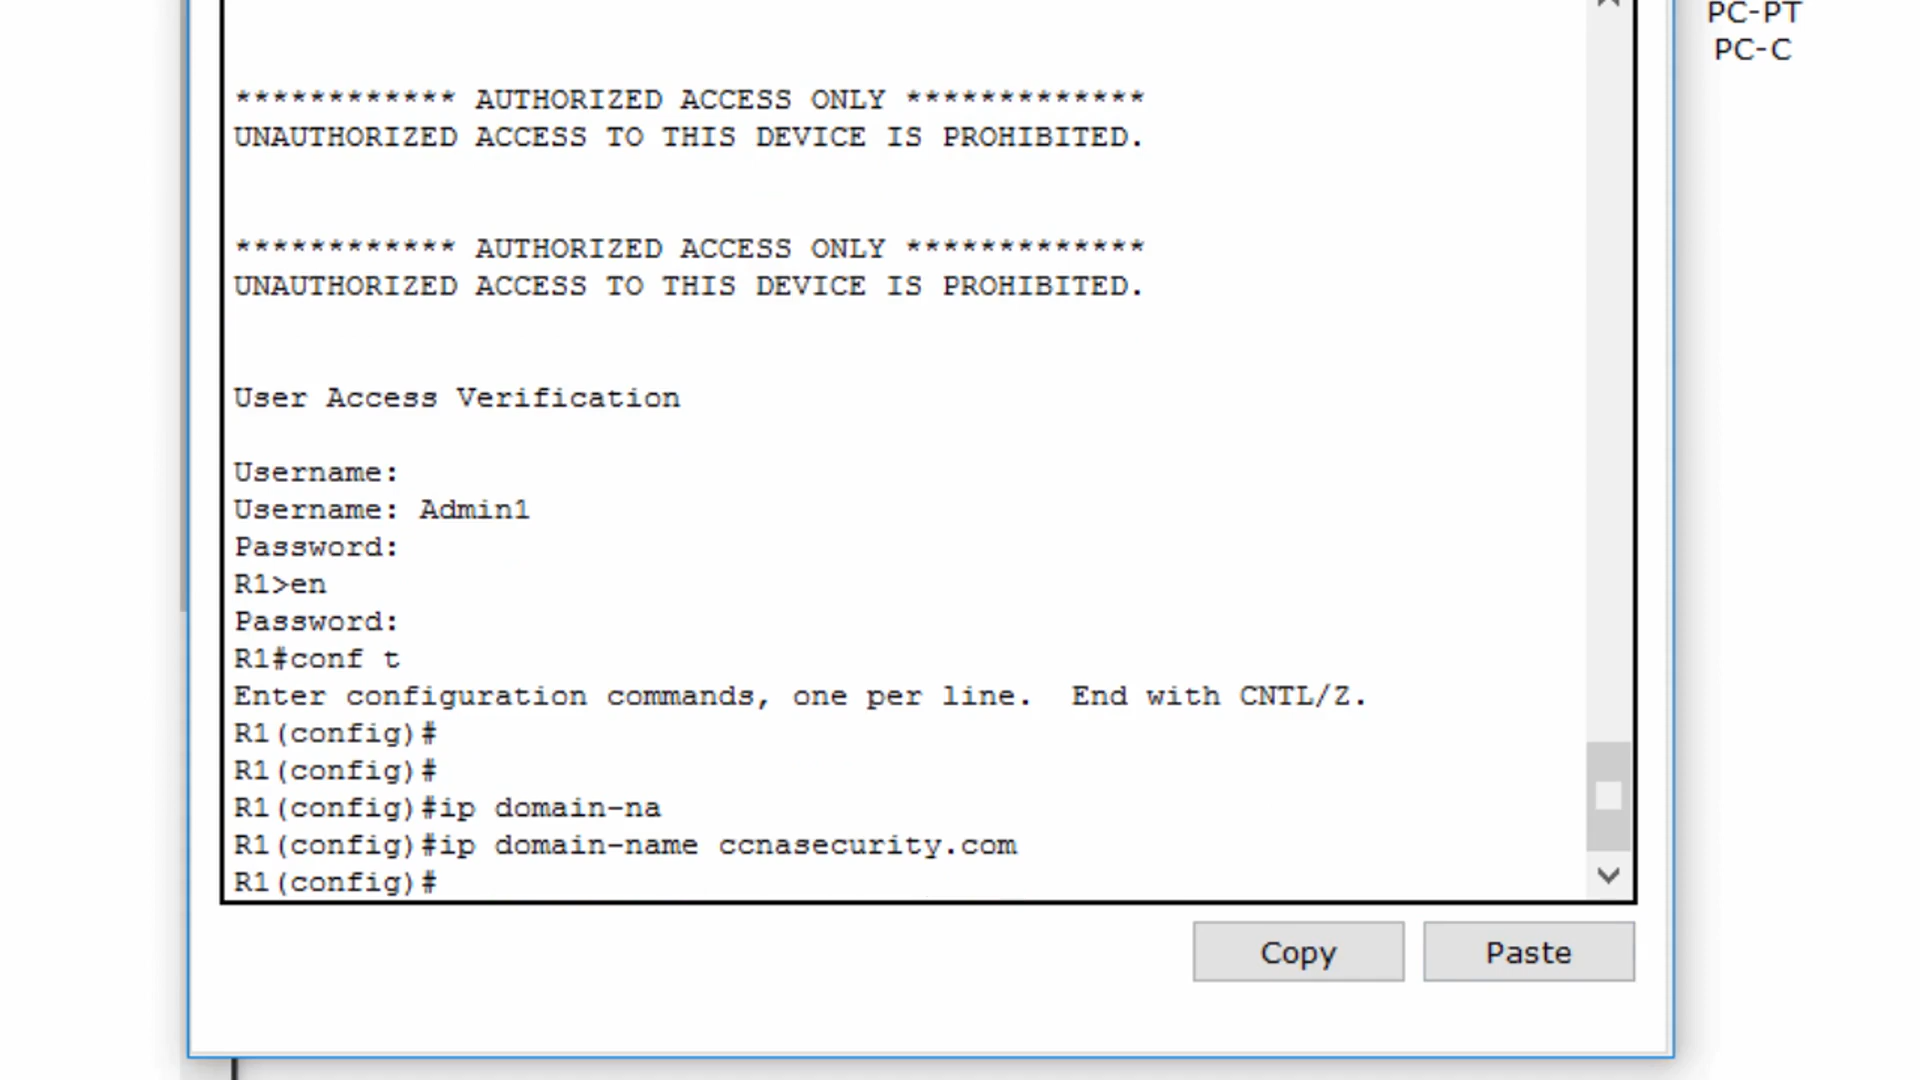 PC-PT
PC-C
************ AUTHORIZED ACCESS ONLY *************
UNAUTHORIZED ACCESS TO THIS DEVICE IS PROHIBITED.
************ AUTHORIZED ACCESS ONLY *************
UNAUTHORIZED ACCESS TO THIS DEVICE IS PROHIBITED.
User Access Verification
Username:
Username: Admin1
Password:
R1>en
Password:
R1#conf t
Enter configuration commands, one per line.  End with CNTL/Z.
R1(config)#
R1(config)#
R1(config)#ip domain-na
R1(config)#ip domain-name ccnasecurity.com
R1(config)#
Copy
Paste